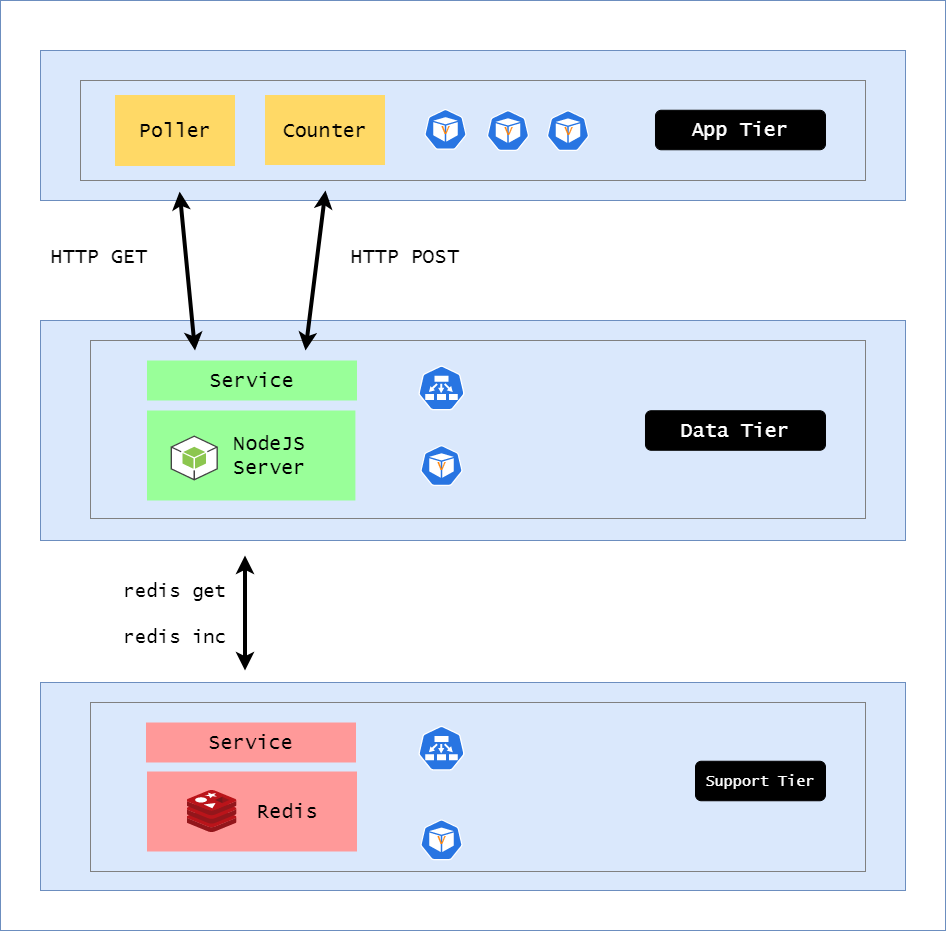 Poller
Counter
App Tier
HTTP GET
HTTP POST
Service
NodeJS
Server
Data Tier
redis get
redis inc
Service
Redis
Support Tier